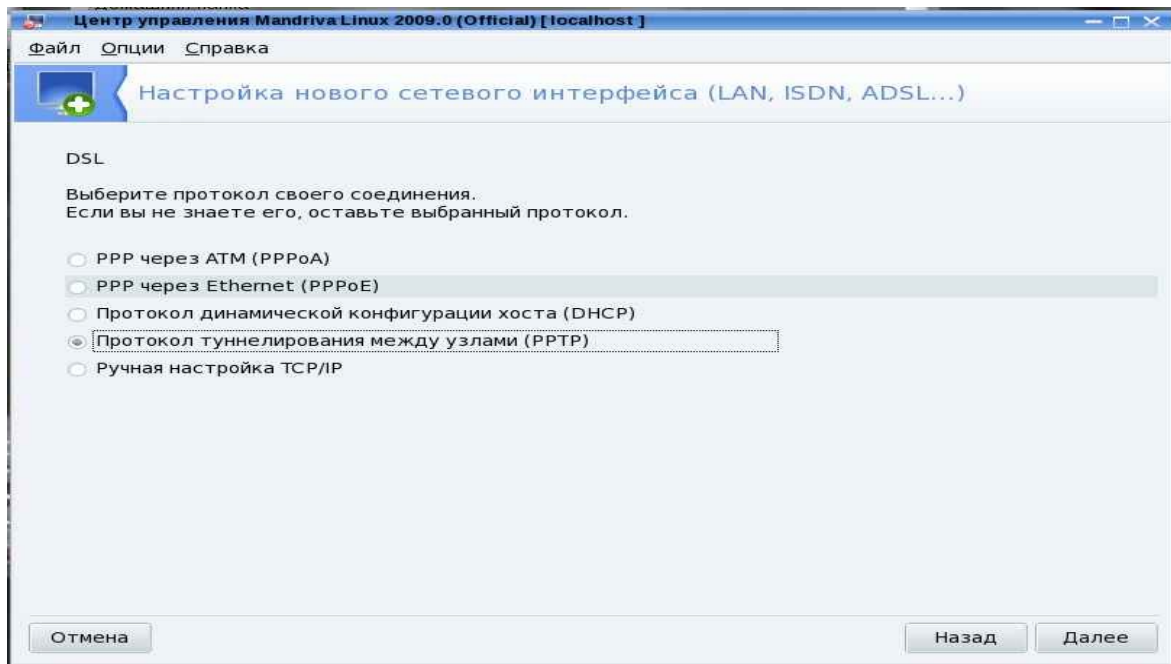 Центр управления Mandriva Linux 2009.0 (Official) [ localhost ]
Файл Опции Справка
Настройка нового сетевого интерфейса (LAN, ISDN, ADSL...)
DSL
Выберите протокол своего соединения.
Если вы не знаете его, оставьте выбранный протокол.
PPP через ATM (PPPoA)
PPP через Ethernet (PPPoE)
Протокол динамической конфигурации хоста (DHCP)
Протокол туннелирования между узлами (PPTP)
Ручная настройка TCP/IP
Отмена Назад Далее